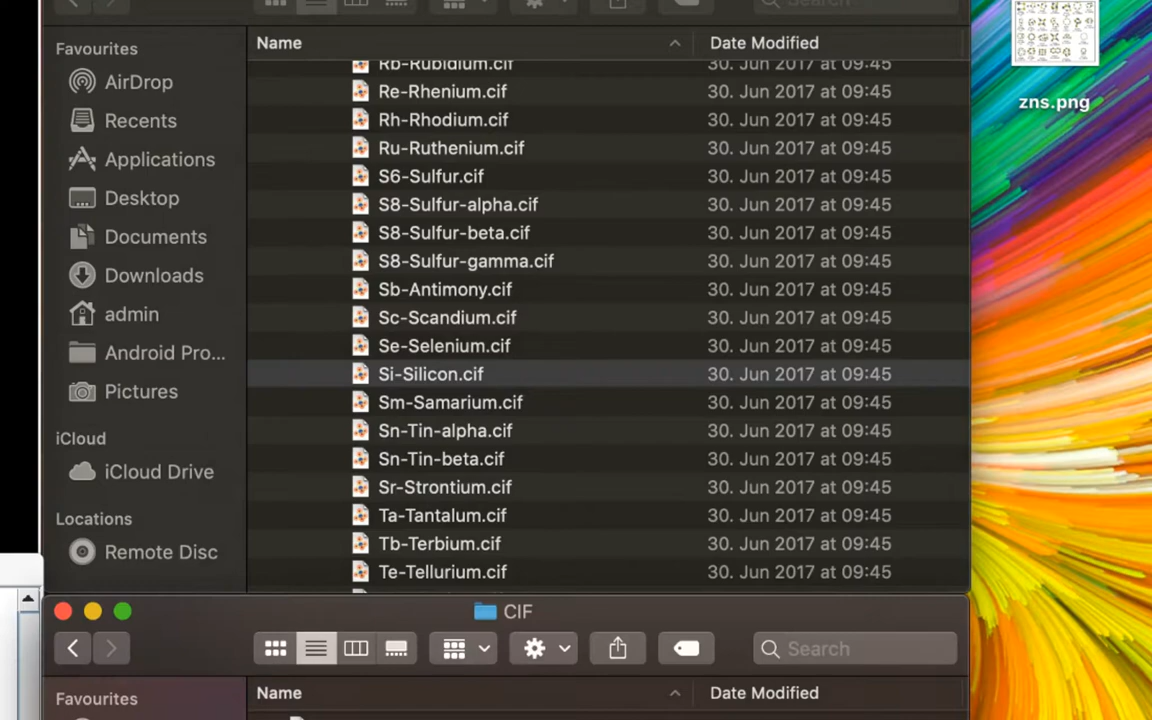 Search
Favourites
AirDrop
Recents
Applications
Desktop
Documents
Downloads
admin
Android Pro...
Pictures
iCloud
iCloud Drive
Locations
Remote Disc
Name Date Modified
Rb-Rubidium.cif 30. Jun 2017 at 09:45
Re-Rhenium.cif 30. Jun 2017 at 09:45
Rh-Rhodium.cif 30. Jun 2017 at 09:45
Ru-Ruthenium.cif 30. Jun 2017 at 09:45
S6-Sulfur.cif 30. Jun 2017 at 09:45
S8-Sulfur-alpha.cif 30. Jun 2017 at 09:45
S8-Sulfur-beta.cif 30. Jun 2017 at 09:45
S8-Sulfur-gamma.cif 30. Jun 2017 at 09:45
Sb-Antimony.cif 30. Jun 2017 at 09:45
Sc-Scandium.cif 30. Jun 2017 at 09:45
Se-Selenium.cif 30. Jun 2017 at 09:45
Si-Silicon.cif 30. Jun 2017 at 09:45
Sm-Samarium.cif 30. Jun 2017 at 09:45
Sn-Tin-alpha.cif 30. Jun 2017 at 09:45
Sn-Tin-beta.cif 30. Jun 2017 at 09:45
Sr-Strontium.cif 30. Jun 2017 at 09:45
Ta-Tantalum.cif 30. Jun 2017 at 09:45
Tb-Terbium.cif 30. Jun 2017 at 09:45
Te-Tellurium.cif 30. Jun 2017 at 09:45
zns.png
CIF
Search
Favourites
Name Date Modified